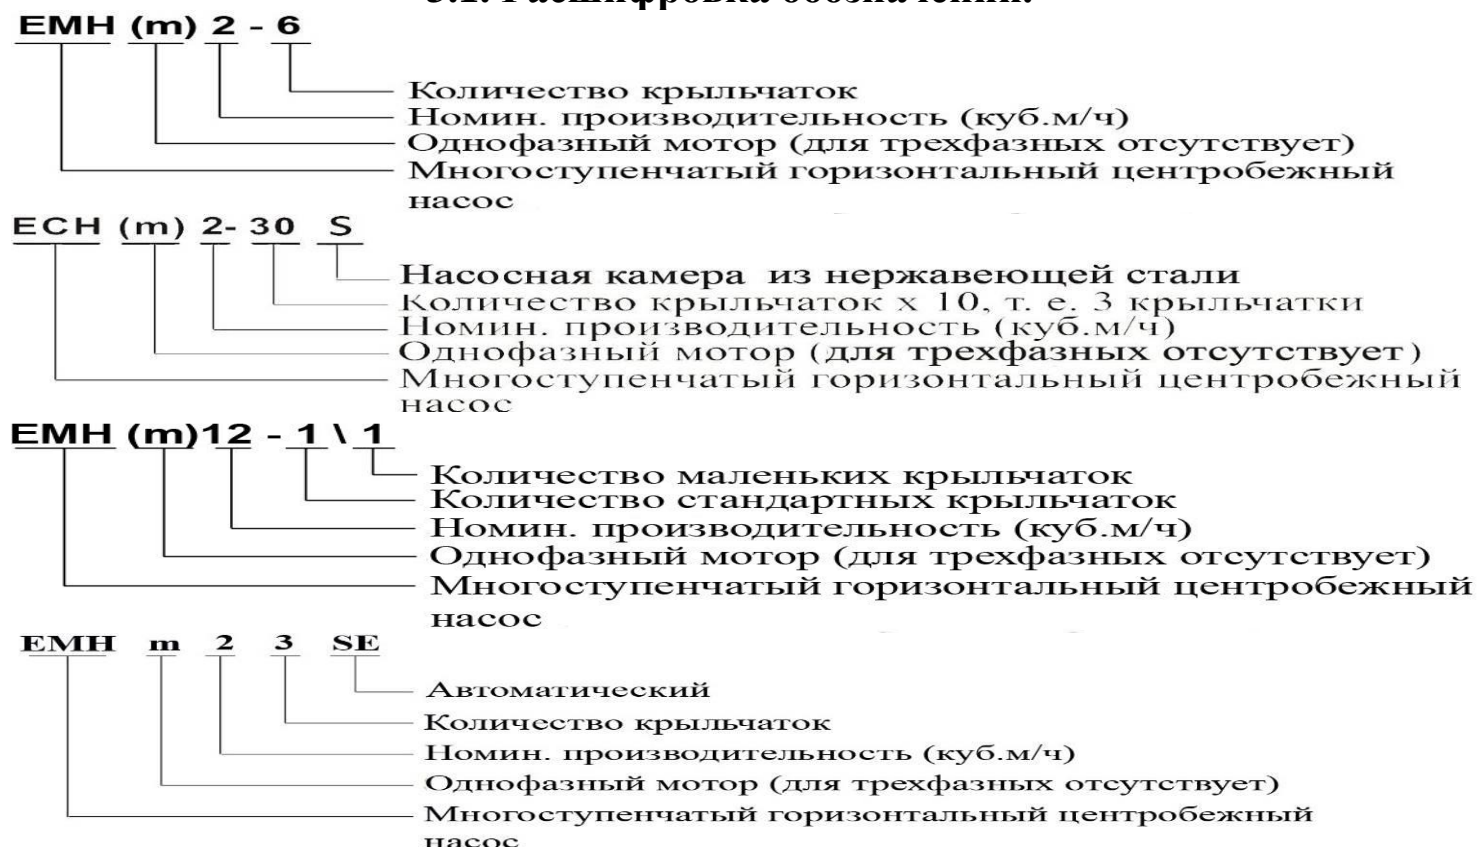 3.1. Расшифровка обозначений.
EMH (m) 2 - 6
Количество крыльчаток
Номин. производительность (куб.м/ч)
Однофазный мотор (для трехфазных отсутствует)
Многоступенчатый горизонтальный центробежный
насос
ECH (m) 2- 30 S
Насосная камера из нержавеющей стали
Количество крыльчаток х 10, т. е. 3 крыльчатки
Номин. производительность (куб.м/ч)
Однофазный мотор (для трехфазных отсутствует)
Многоступенчатый горизонтальный центробежный
насос
EMH (m)12 - 1 \ 1
Количество маленьких крыльчаток
Количество стандартных крыльчаток
Номин. производительность (куб.м/ч)
Однофазный мотор (для трехфазных отсутствует)
Многоступенчатый горизонтальный центробежный
насос
EMH m 2 3 SE
Автоматический
Количество крыльчаток
Номин. производительность (куб.м/ч)
Однофазный мотор (для трехфазных отсутствует)
Многоступенчатый горизонтальный центробежный
насос